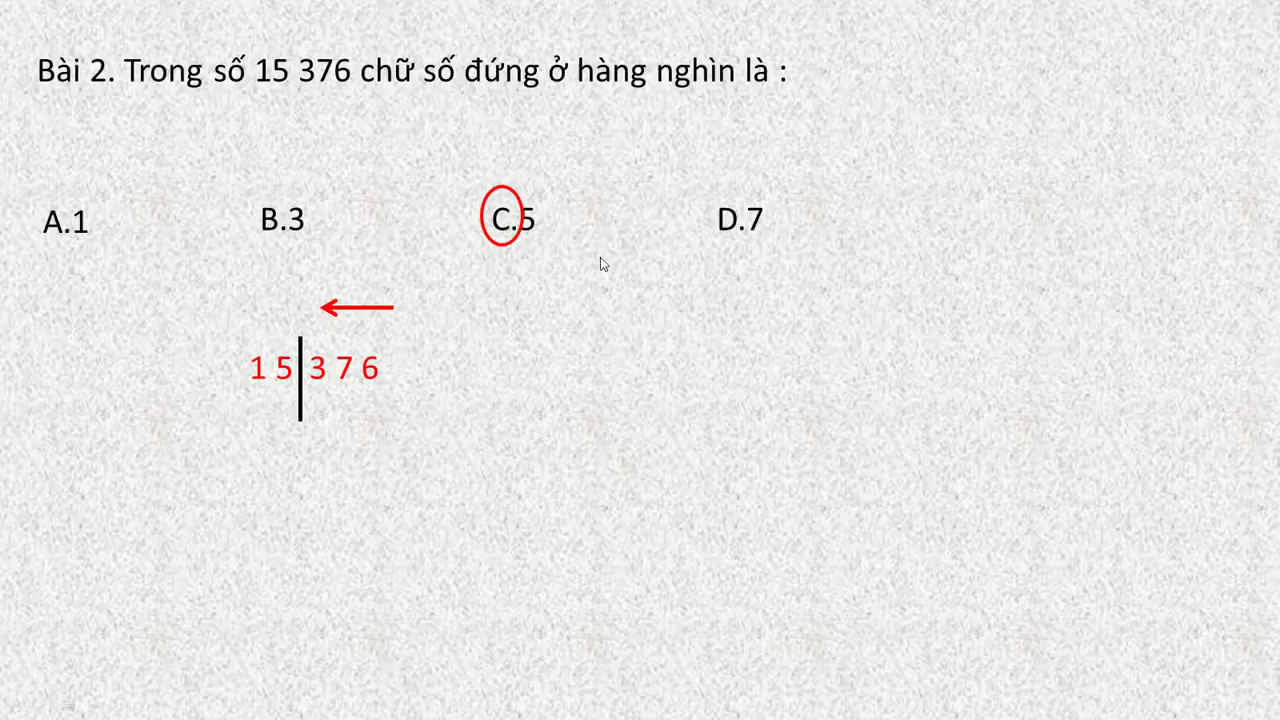 Bài 2. Trong số 15 376 chữ số đứng ở hàng nghìn là :
A.1 B.3 C.5 D.7
1 5 3 7 6